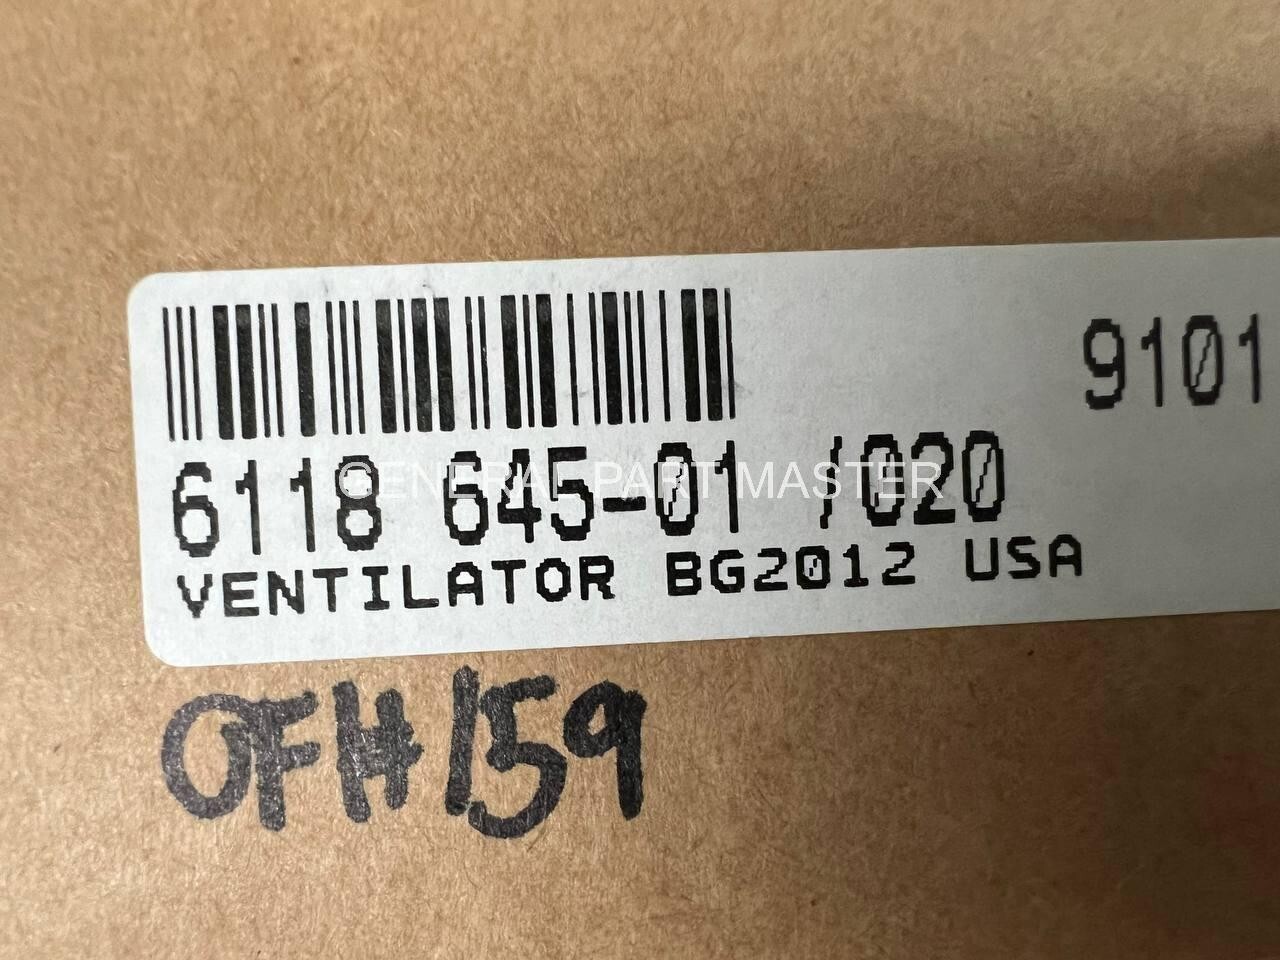 9101
6118 645-01 /020
GENERAL PART MASTER
VENTILATOR BG2012 USA
OFH159